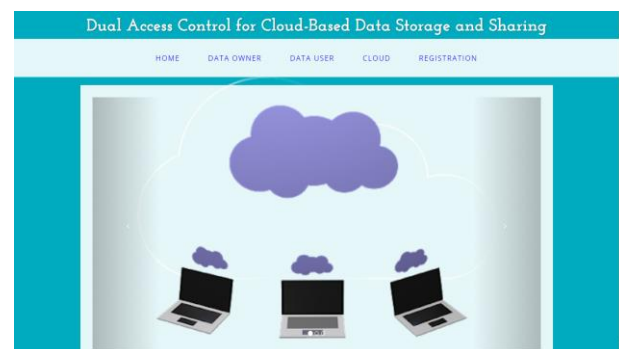 Dual Access Control for Cloud-Based Data Storage and Sharing
HOME DATA OWNER DATA USER CLOUD REGISTRATION